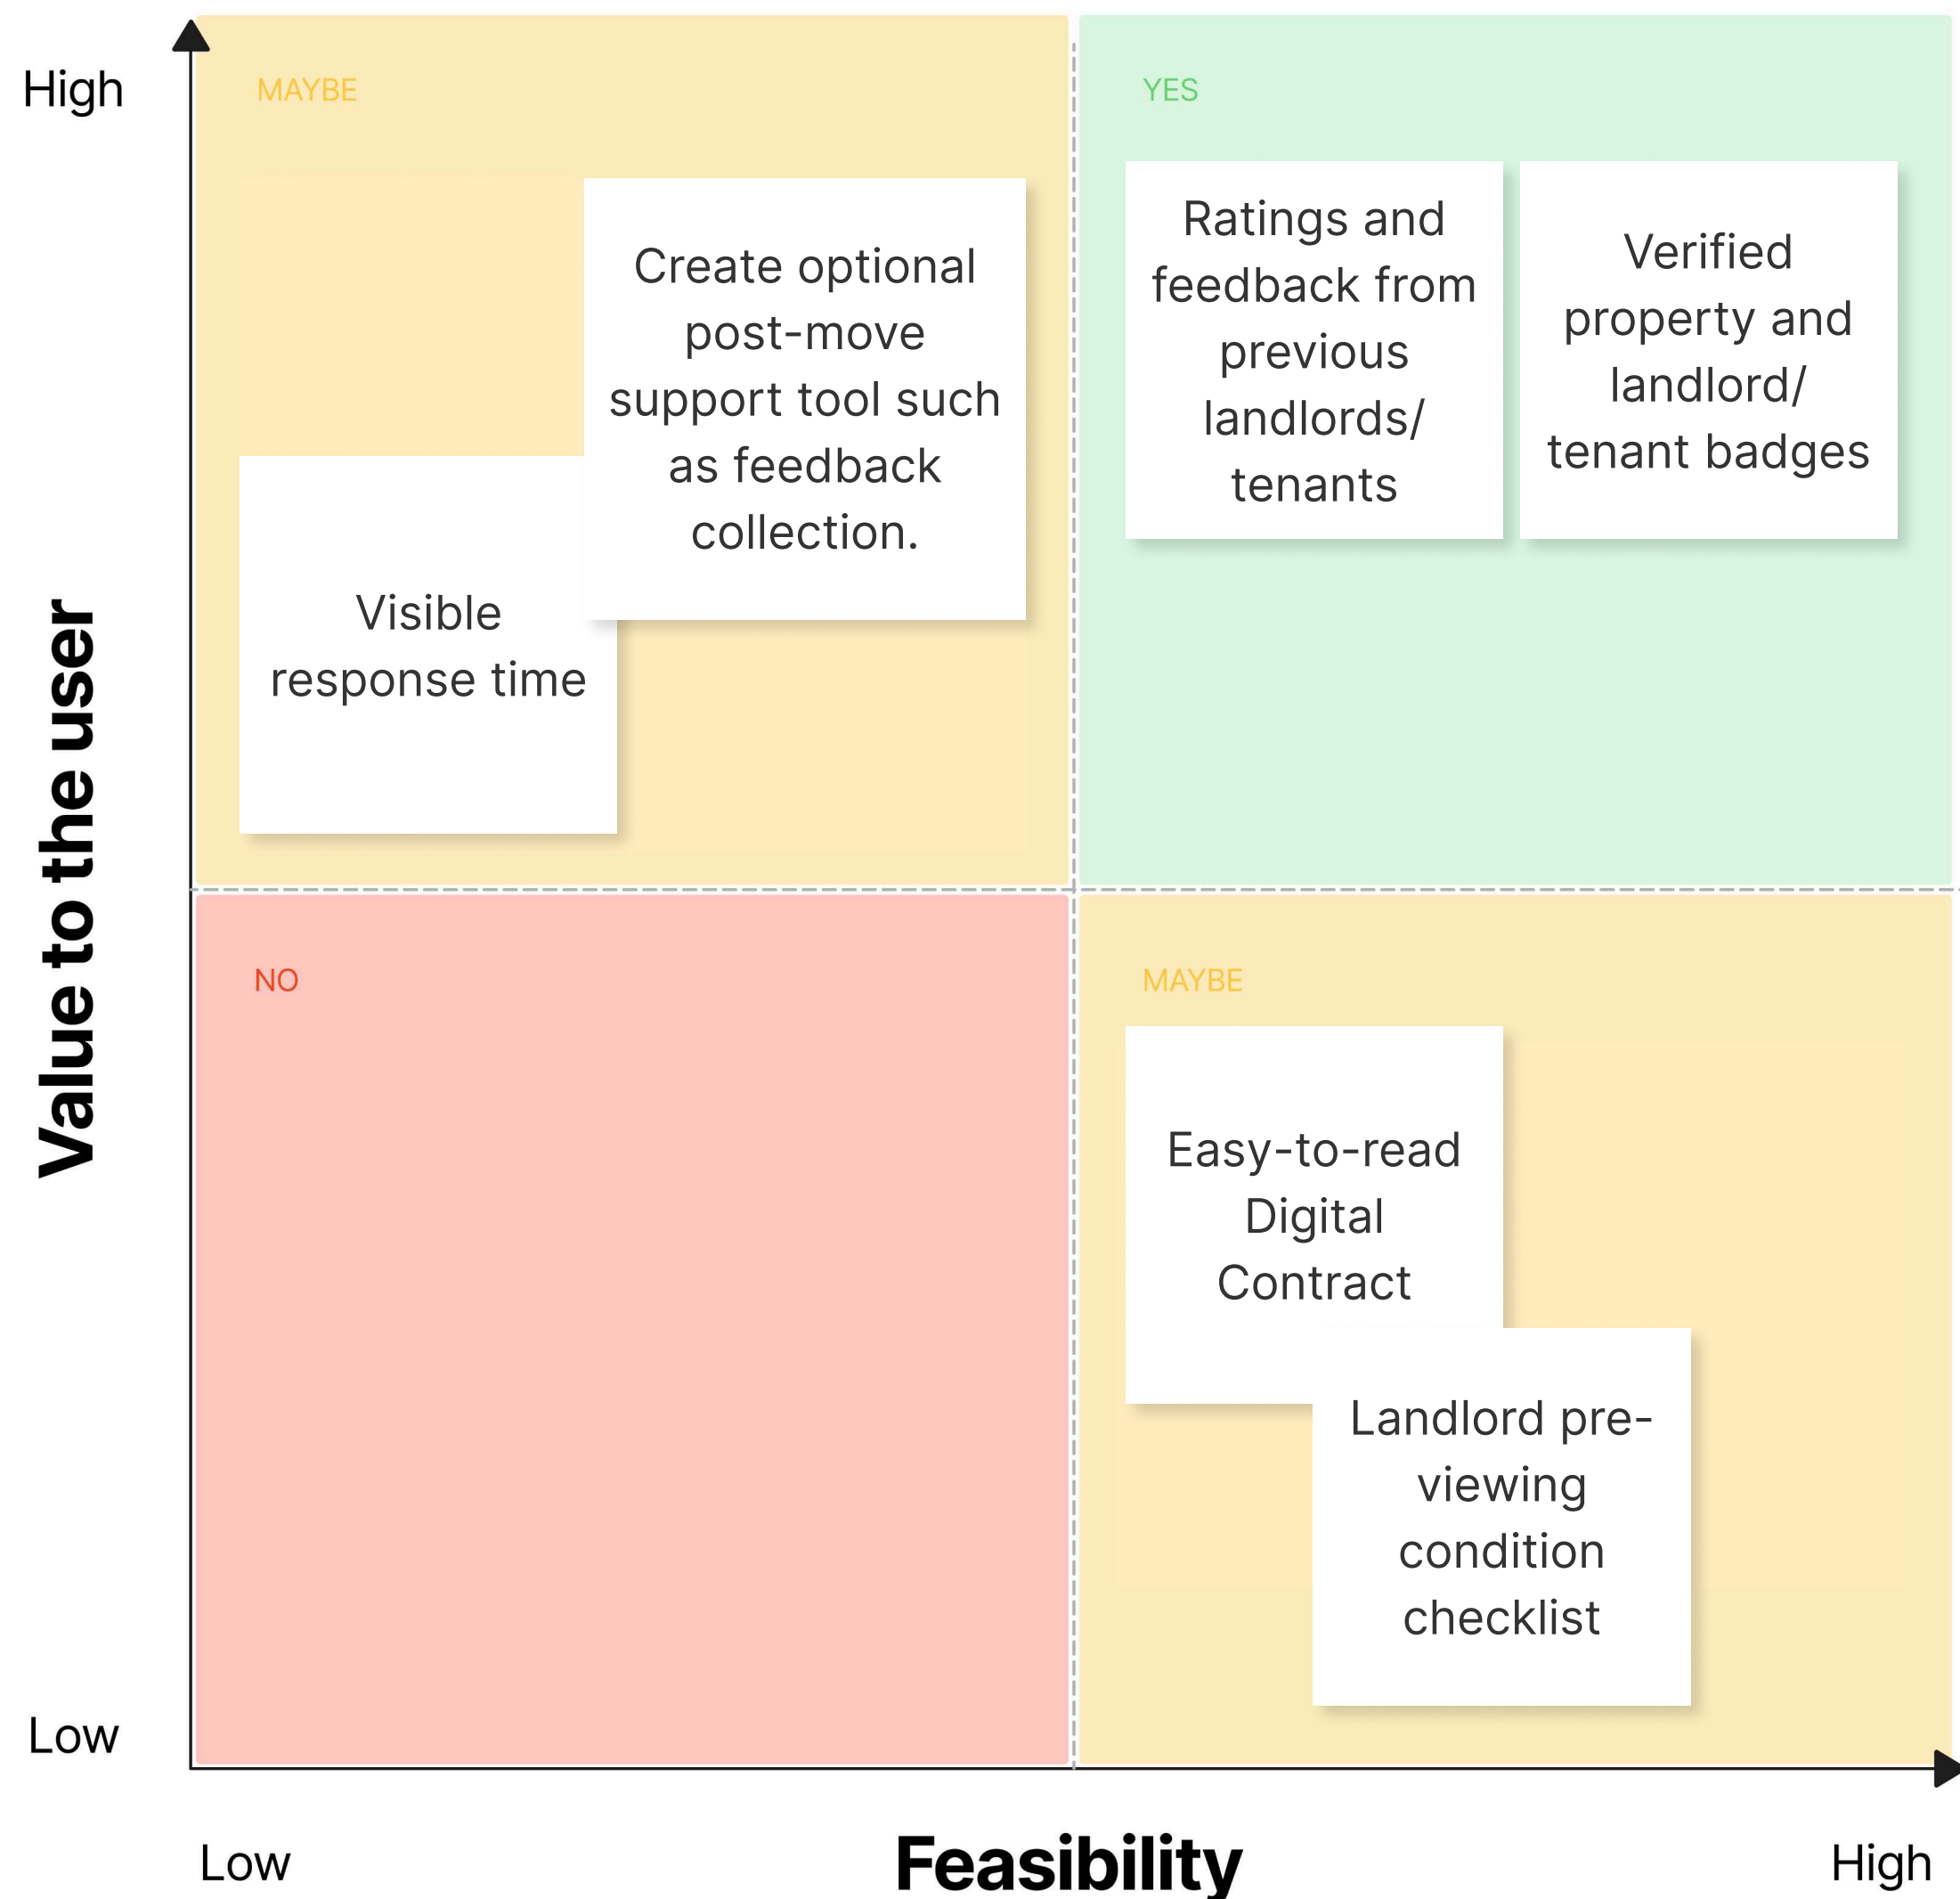 High
MAYBE
YES
Create optional
post-move
support tool such
as feedback
collection.
Visible
response time
Ratings and
feedback from
previous
landlords/
tenants
Verified
property and
landlord/
tenant badges
Value to the user
NO
MAYBE
Easy-to-read
Digital
Contract
Landlord pre-
viewing
condition
checklist
Low
Low
Feasibility
High